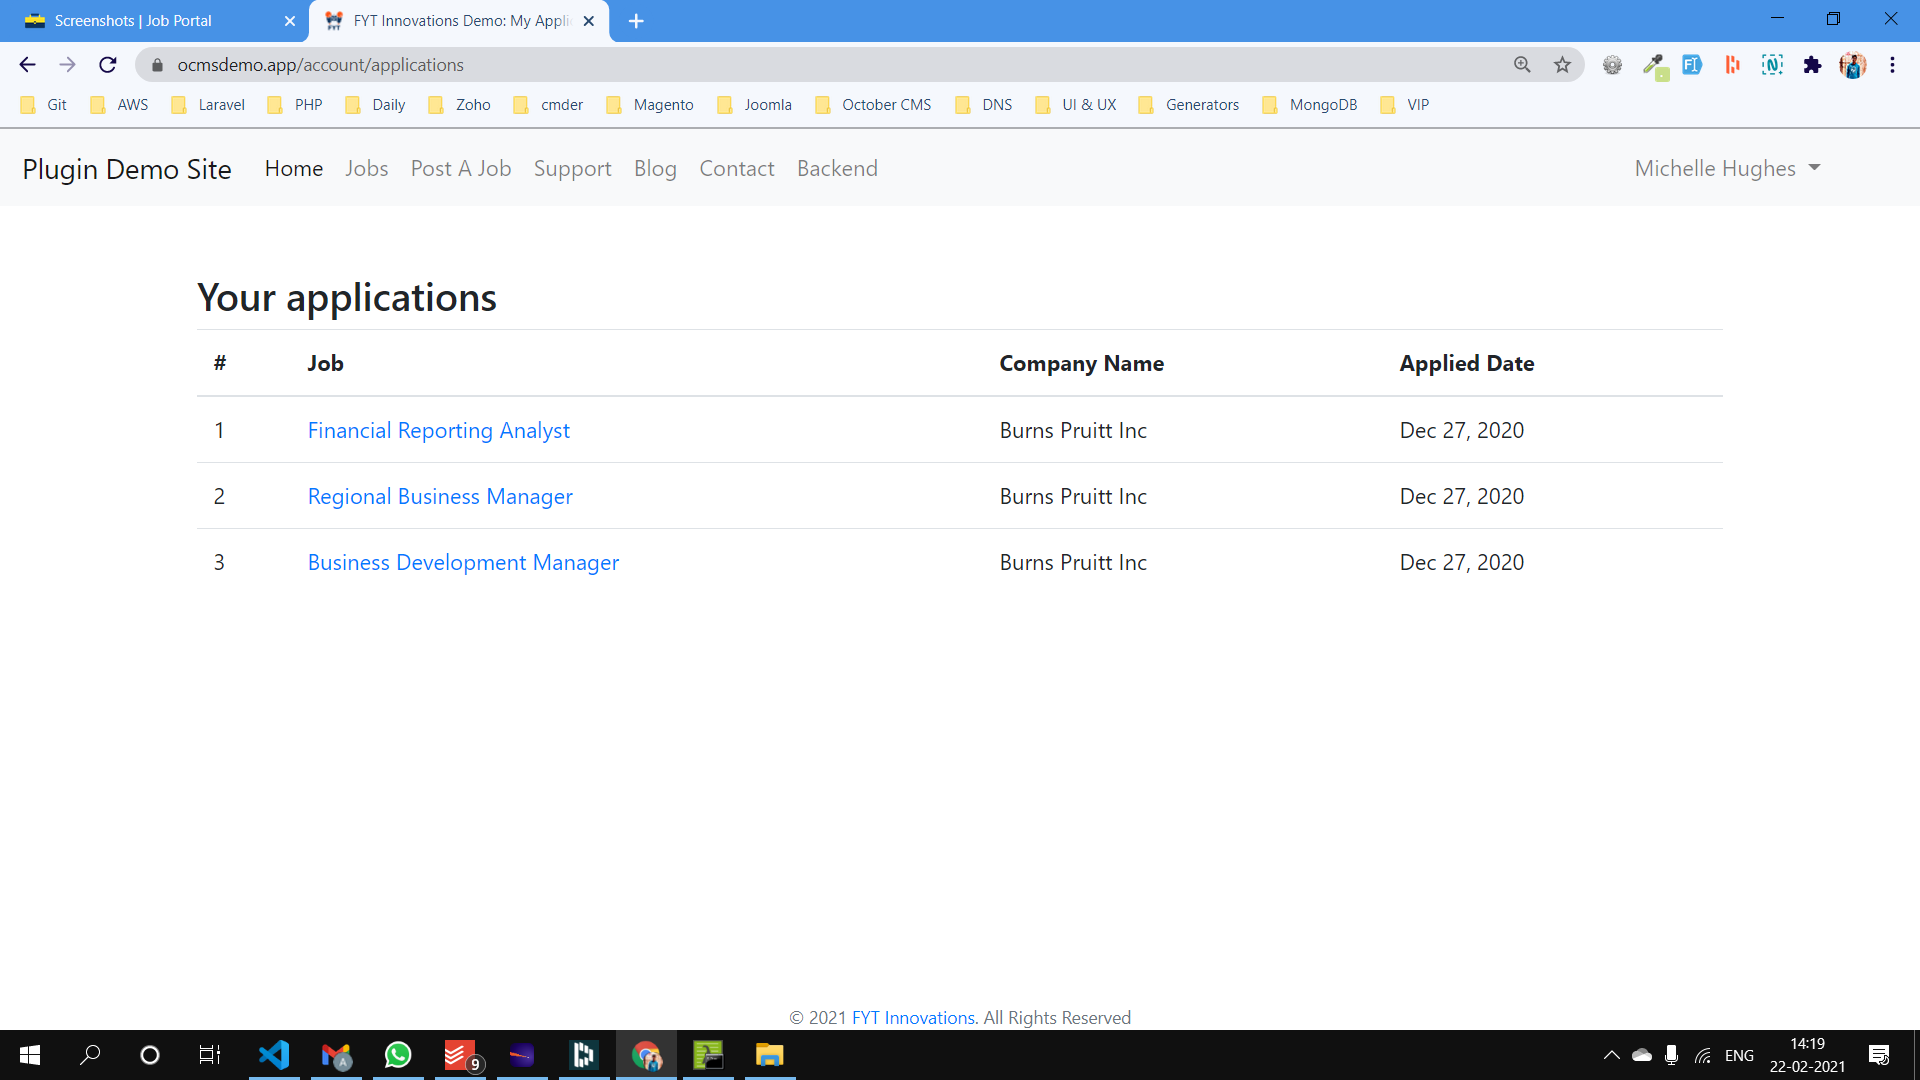 Screenshots | Job Portal
FYT Innovations Demo: My Appli
ocmsdemo.app/account/applications
Git AWS Laravel PHP Daily Zoho cmder Magento Joomla October CMS DNS UI & UX Generators MongoDB VIP
Plugin Demo Site Home Jobs Post A Job Support Blog Contact Backend Michelle Hughes
Your applications
# Job Company Name Applied Date
1 Financial Reporting Analyst Burns Pruitt Inc Dec 27, 2020
2 Regional Business Manager Burns Pruitt Inc Dec 27, 2020
3 Business Development Manager Burns Pruitt Inc Dec 27, 2020
© 2021 FYT Innovations. All Rights Reserved
A
9
ENG
14:19
22-02-2021